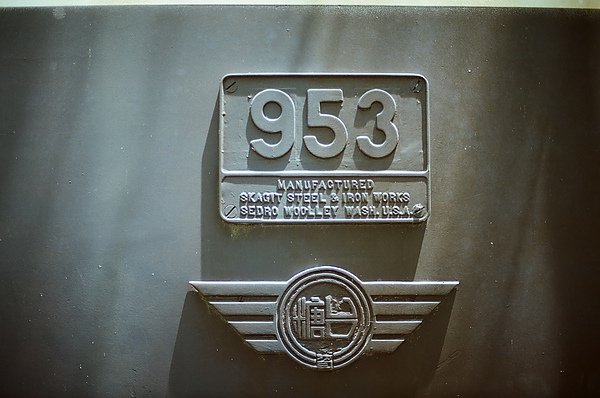 953
MANUFACTURED
SKAGIT STEEL & IRON WORKS
SEDRO WOOLLEY WASH. U.S.A.